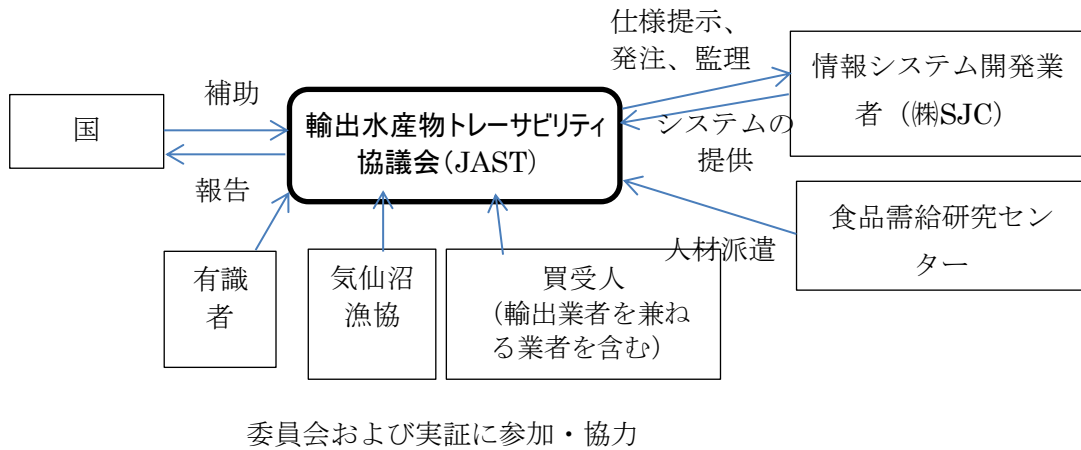 仕様提示、
発注、監理
情報システム開発業
者（㈱SJC）
補助
国
輸出水産物トレーサビリティ
協議会（JAST）
システムの
提供
報告
食品需給研究セン
ター
人材派遣
有識
者
気仙沼
漁協
買受人
（輸出業者を兼ね
る業者を含む）
委員会および実証に参加・協力